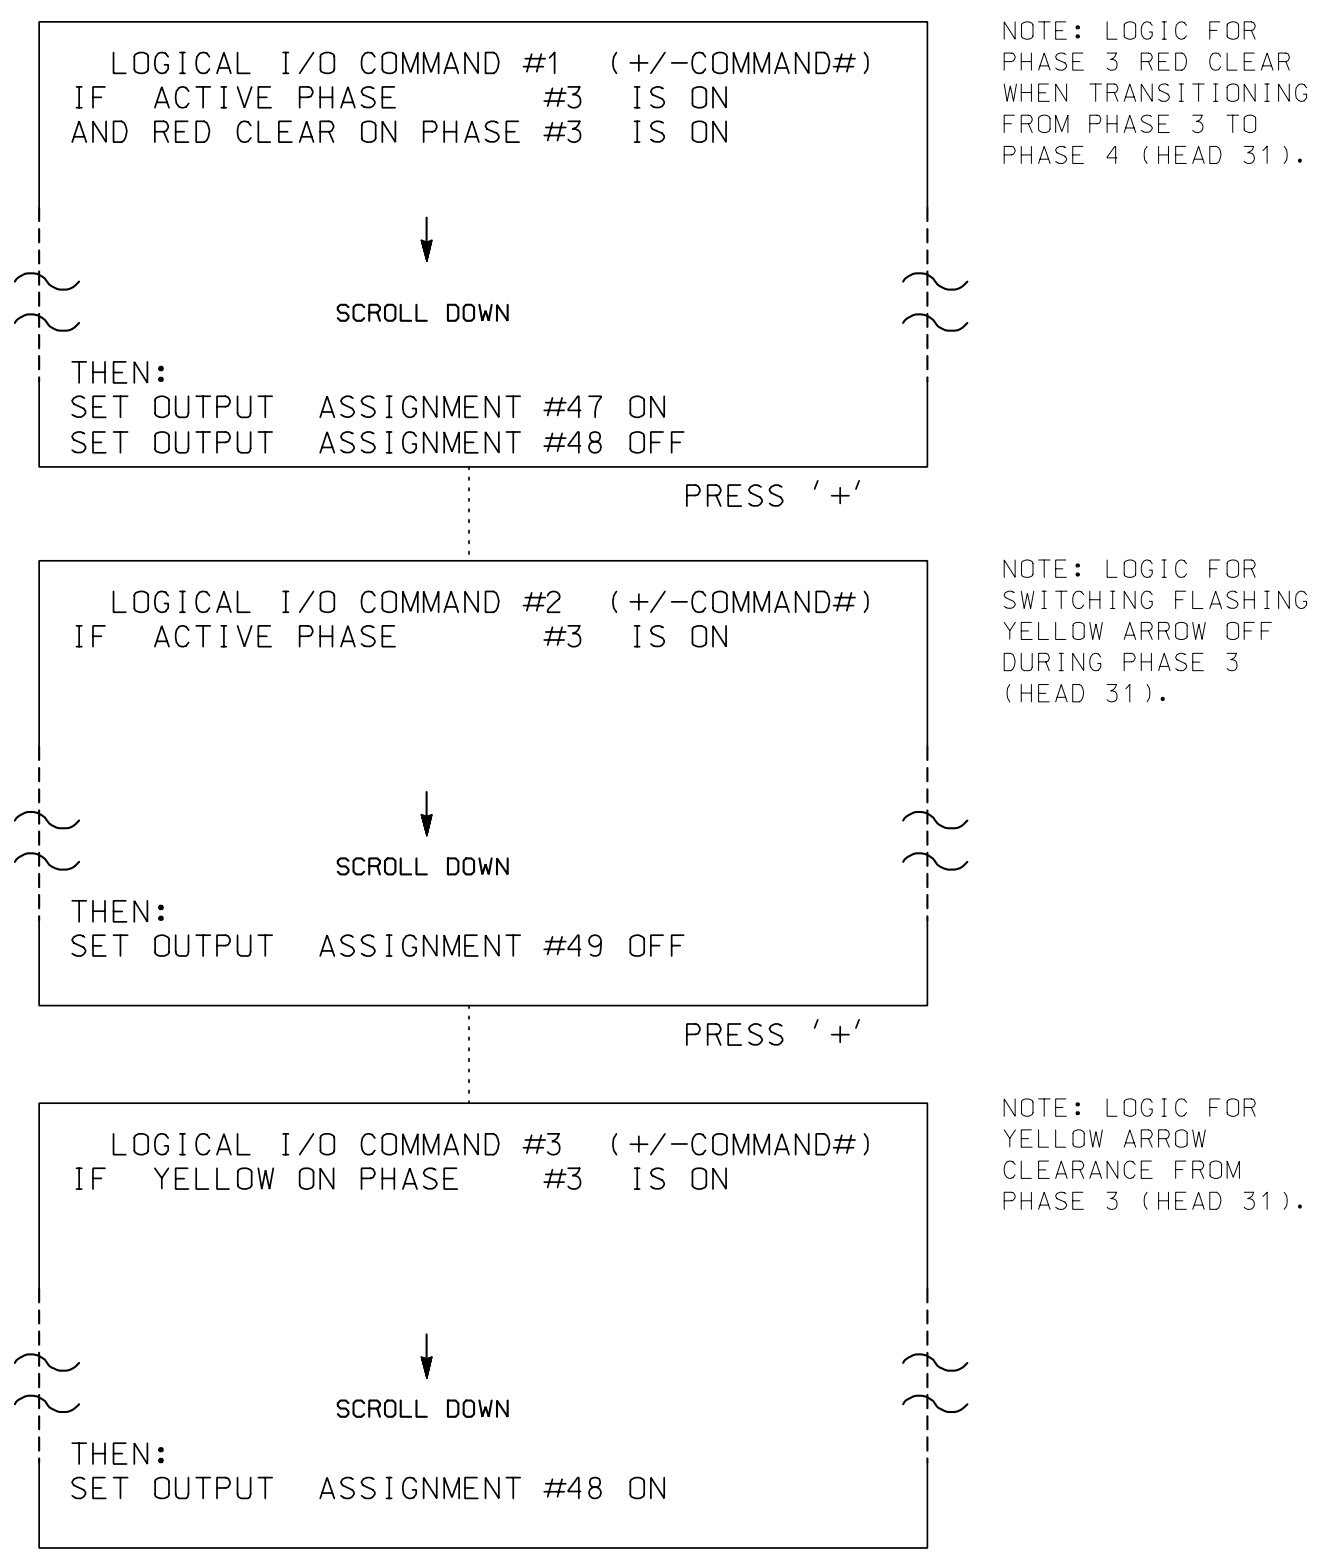 LOGICAL I/O COMMAND #1 (+/-COMMAND#)
IF ACTIVE PHASE #3 IS ON
AND RED CLEAR ON PHASE #3 IS ON
SCROLL DOWN
THEN:
SET OUTPUT ASSIGNMENT #47 ON
SET OUTPUT ASSIGNMENT #48 OFF
NOTE: LOGIC FOR
PHASE 3 RED CLEAR
WHEN TRANSITIONING
FROM PHASE 3 TO
PHASE 4 (HEAD 31).
PRESS '+'
LOGICAL I/O COMMAND #2 (+/-COMMAND#)
IF ACTIVE PHASE #3 IS ON
SCROLL DOWN
THEN:
SET OUTPUT ASSIGNMENT #49 OFF
NOTE: LOGIC FOR
SWITCHING FLASHING
YELLOW ARROW OFF
DURING PHASE 3
(HEAD 31).
PRESS '+'
LOGICAL I/O COMMAND #3 (+/-COMMAND#)
IF YELLOW ON PHASE #3 IS ON
SCROLL DOWN
THEN:
SET OUTPUT ASSIGNMENT #48 ON
NOTE: LOGIC FOR
YELLOW ARROW
CLEARANCE FROM
PHASE 3 (HEAD 31).